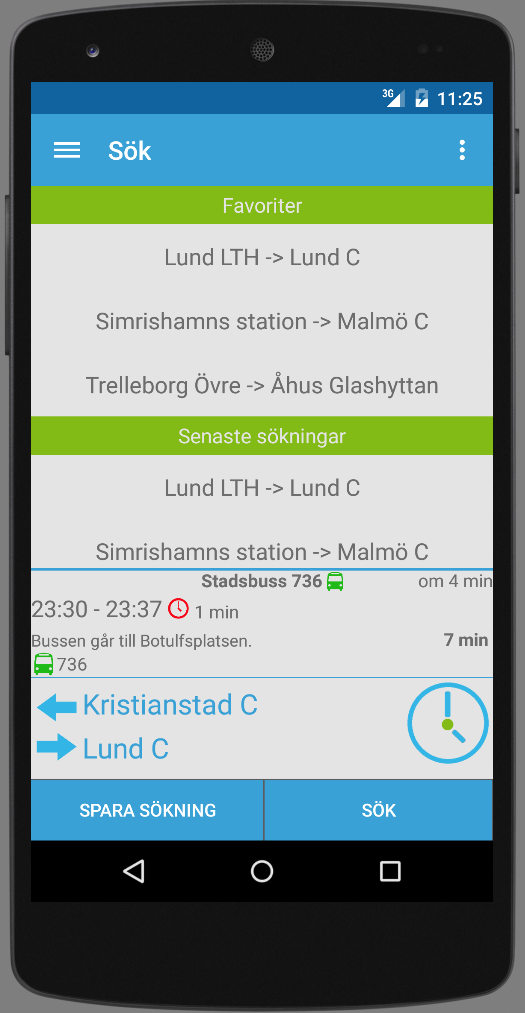 3G 11:25
Sök
Favoriter
Lund LTH -> Lund C
Simrishamns station -> Malmö C
Trelleborg Övre -> Åhus Glashyttan
Senaste sökningar
Lund LTH -> Lund C
Simrishamns station -> Malmö C
Stadsbuss 736 om 4 min
23:30 - 23:37 1 min
Bussen går till Botulfsplatsen. 7 min
736
Kristianstad C
Lund C
SPARA SÖKNING SÖK